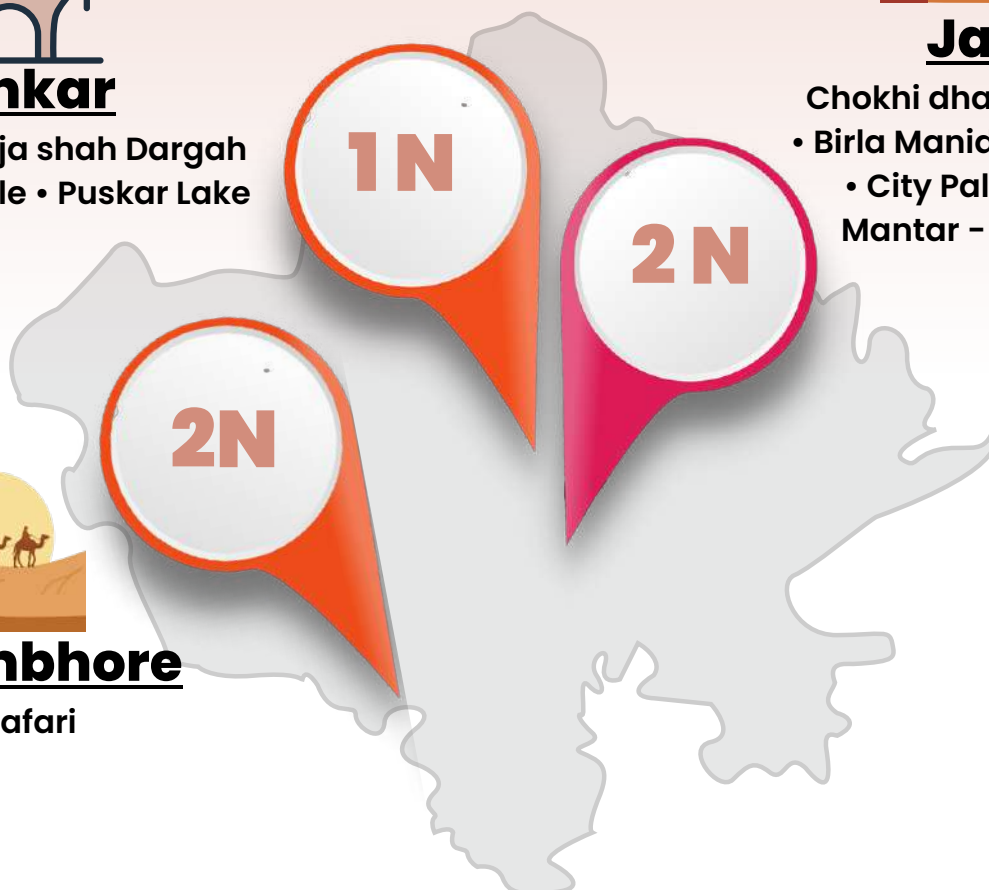 nkar
ja shah Dargah
le • Puskar Lake
1 N
Ja
Chokhi dha
• Birla Mania
• City Pal
Mantar -
2 N
2N
nbhore
afari